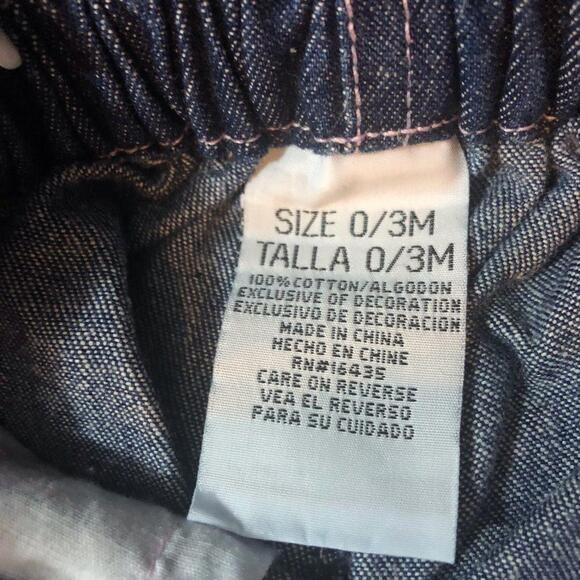 SIZE 0/3M
TALLA 0/3M
100% COTTON/ALGODON
EXCLUSIVE OF DECORATION
EXCLUSIVO DE DECORACION
MADE IN CHINA
HECHO EN CHINE
RN#16435
CARE ON REVERSE
VEA EL REVERSO
PARA SU CUIDADO